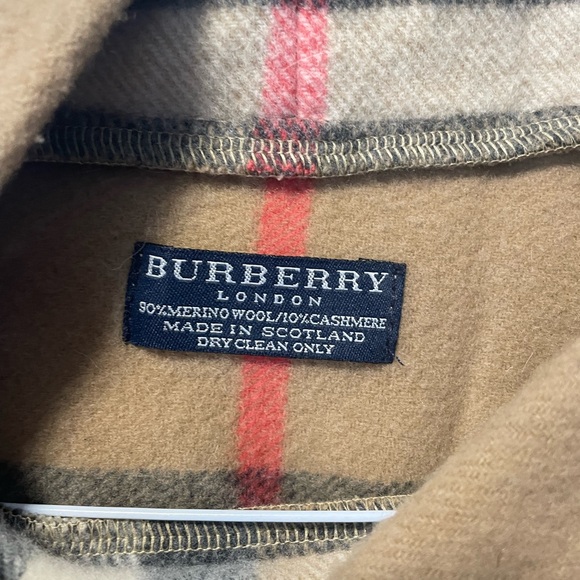 BURBERRY
LONDON
90% MERINO WOOL/10% CASHMERE
MADE IN SCOTLAND
DRY CLEAN ONLY